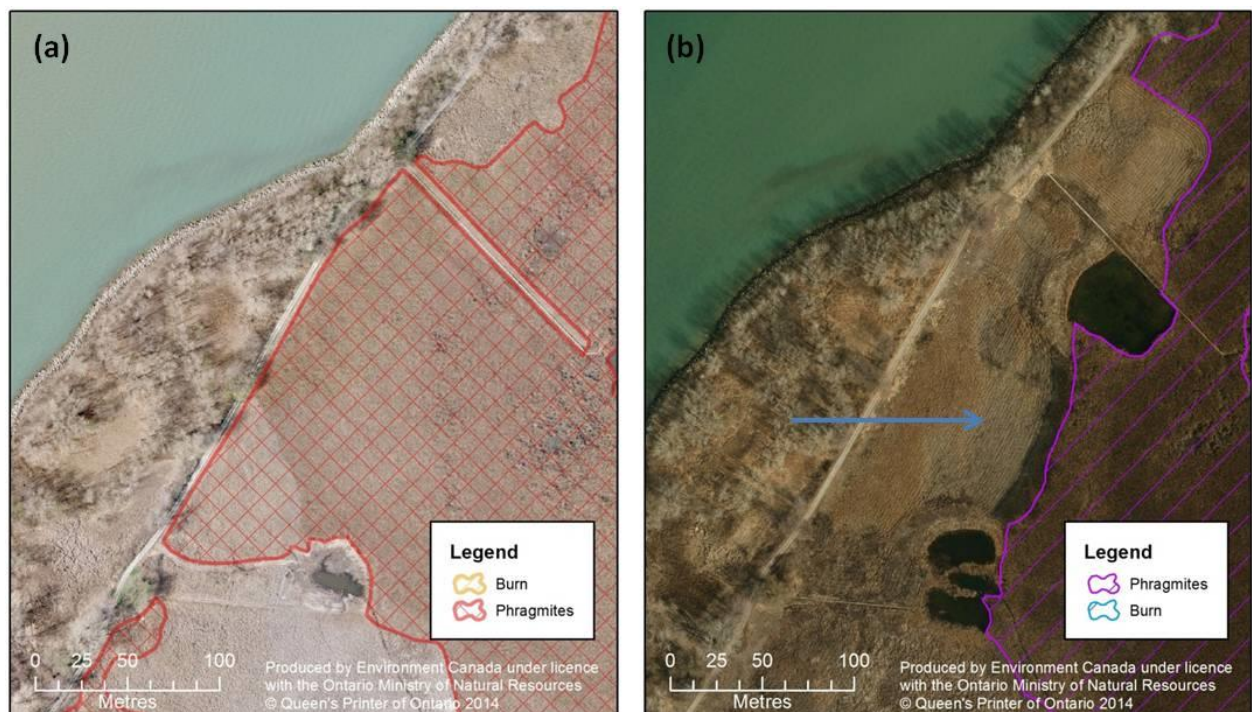 (a)
Legend
Burn
Phragmites
0 25 50 100
Metres
Produced by Environment Canada under licence
with the Ontario Ministry of Natural Resources
© Queen's Printer of Ontario 2014
(b)
Legend
Phragmites
Burn
0 25 50 100
Metres
Produced by Environment Canada under licence
with the Ontario Ministry of Natural Resources
© Queen's Printer of Ontario 2014